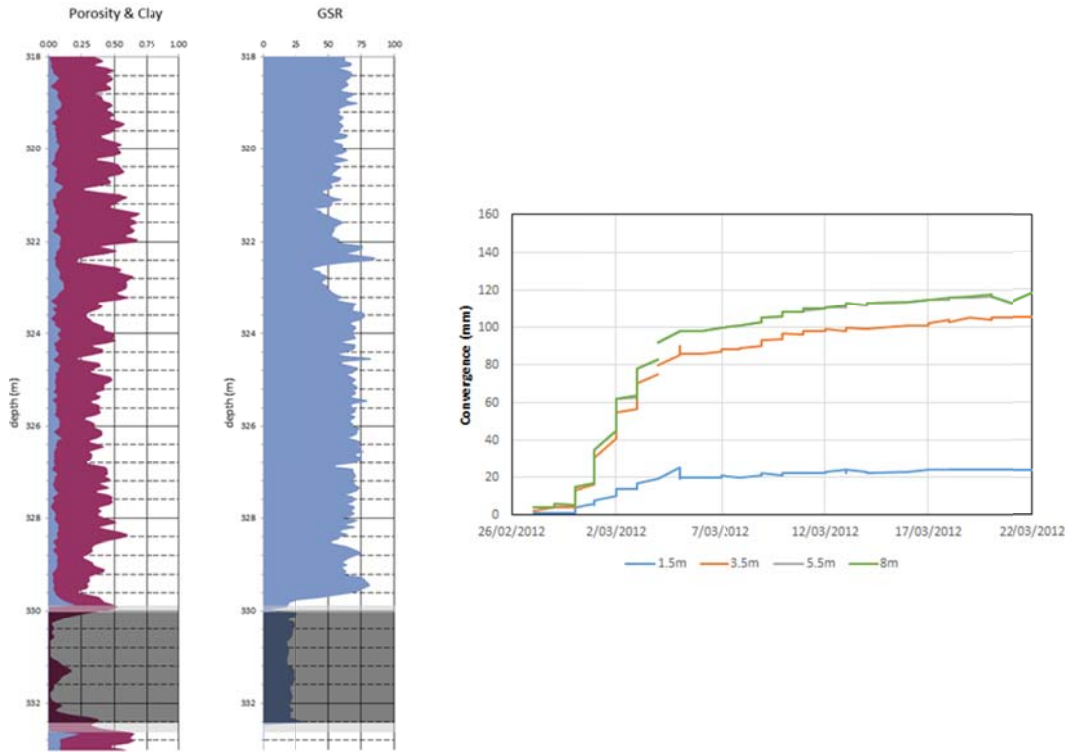 Porosity & Clay
0.00 0.25 0.50 0.75 1.00
318
320
322
324
326
328
330
332
depth (m)
GSR
0 25 50 75 100
318
320
322
324
326
328
330
332
depth (m)
160
140
120
100
80
60
40
20
0
Convergence (mm)
26/02/2012 2/03/2012 7/03/2012 12/03/2012 17/03/2012 22/03/2012
1.5m 3.5m 5.5m 8m